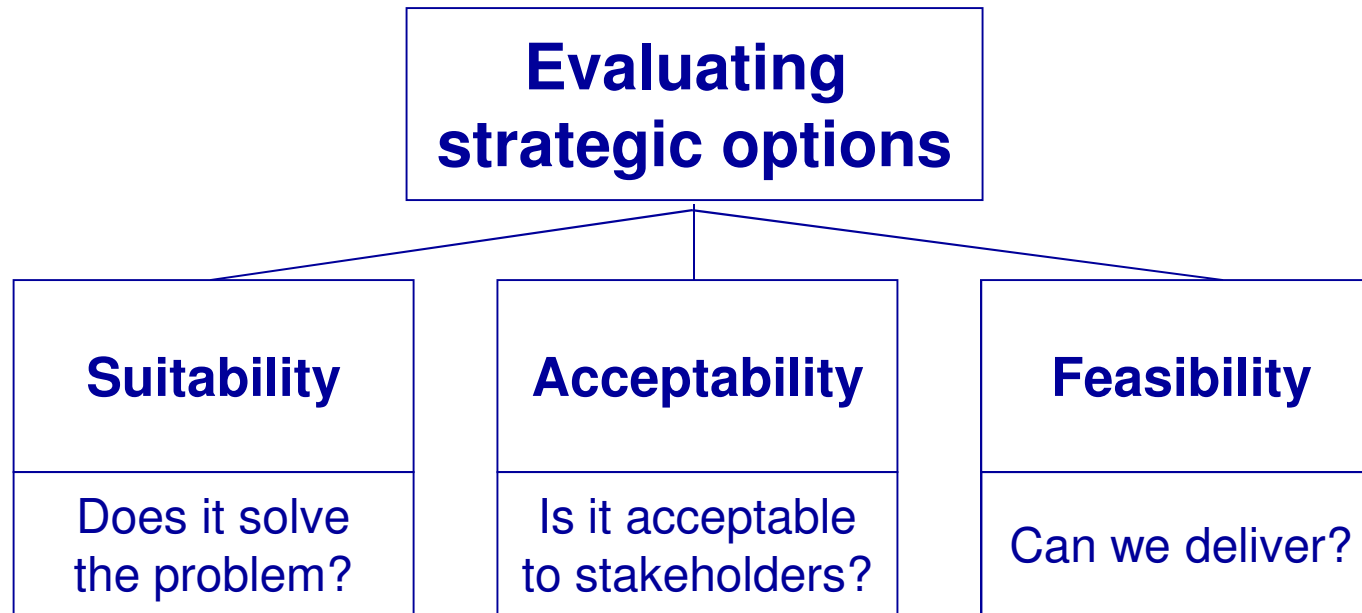 Evaluating
strategic options
Suitability
Acceptability
Feasibility
Does it solve
the problem?
Is it acceptable
to stakeholders?
Can we deliver?